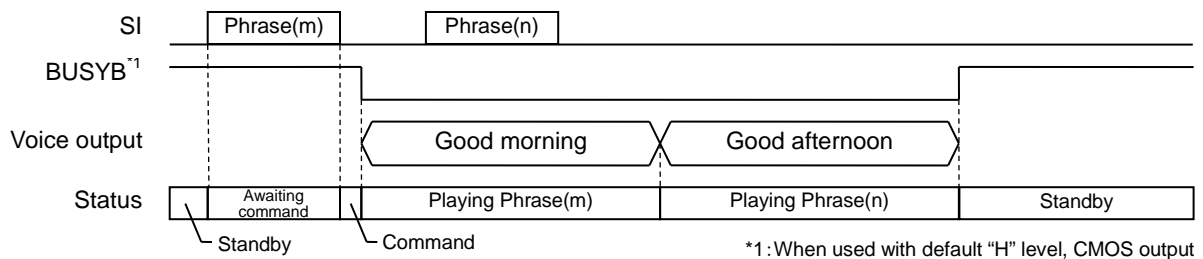 SI
Phrase(m)
Phrase(n)
BUSYB*1
Voice output
Good morning
Good afternoon
Status
Awaiting
command
Playing Phrase(m)
Playing Phrase(n)
Standby
Standby
Command
*1:When used with default “H” level, CMOS output